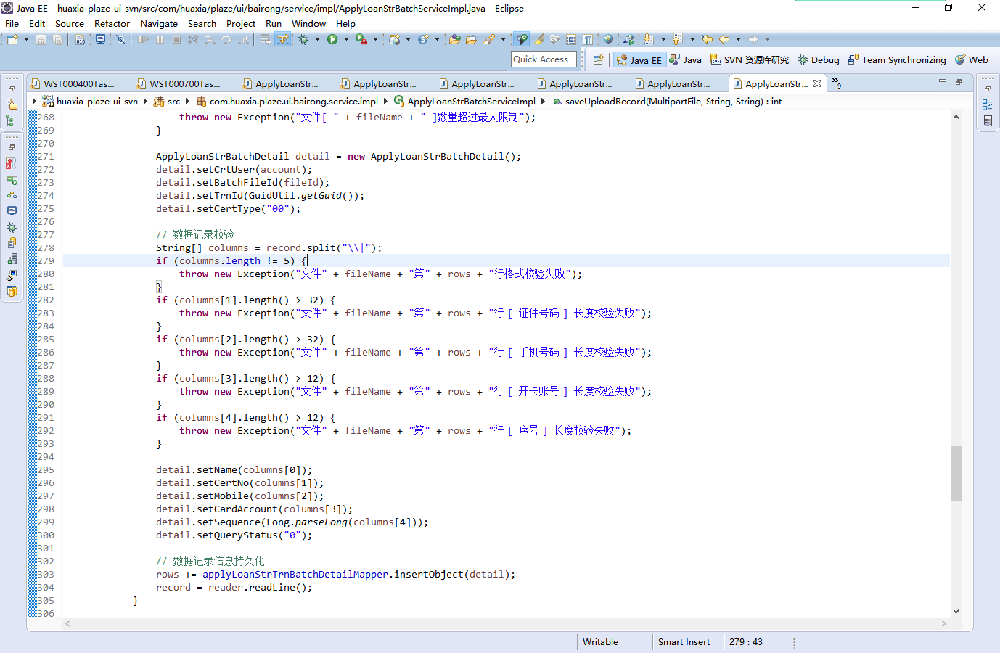 Java EE - huaxia-plaze-ui-svn/src/com/huaxia/plaze/ui/bairong/service/impl/ApplyLoanStrBatchServiceImpl.java - Eclipse
File Edit Source Refactor Navigate Search Project Run Window Help
Quick Access Java EE Java SVN 资源库研究 Debug Team Synchronizing Web
WST000400Tas... WST000700Tas... ApplyLoanStr... ApplyLoanStr... ApplyLoanStr... ApplyLoanStr... ApplyLoanStr... ApplyLoanStr... »9
huaxia-plaze-ui-svn src com.huaxia.plaze.ui.bairong.service.impl ApplyLoanStrBatchServiceImpl saveUploadRecord(MultipartFile, String, String) : int
268 throw new Exception("文件[ " + fileName + " ]数量超过最大限制");
269 }
270
271 ApplyLoanStrBatchDetail detail = new ApplyLoanStrBatchDetail();
272 detail.setCrtUser(account);
273 detail.setBatchFileId(fileId);
274 detail.setTrnId(GuidUtil.getGuid());
275 detail.setCertType("00");
276
277 // 数据记录校验
278 String[] columns = record.split("\\|");
279 if (columns.length != 5) {
280 throw new Exception("文件" + fileName + "第" + rows + "行格式校验失败");
281 }
282 if (columns[1].length() > 32) {
283 throw new Exception("文件" + fileName + "第" + rows + "行 [ 证件号码 ] 长度校验失败");
284 }
285 if (columns[2].length() > 32) {
286 throw new Exception("文件" + fileName + "第" + rows + "行 [ 手机号码 ] 长度校验失败");
287 }
288 if (columns[3].length() > 12) {
289 throw new Exception("文件" + fileName + "第" + rows + "行 [ 开卡账号 ] 长度校验失败");
290 }
291 if (columns[4].length() > 12) {
292 throw new Exception("文件" + fileName + "第" + rows + "行 [ 序号 ] 长度校验失败");
293 }
294
295 detail.setName(columns[0]);
296 detail.setCertNo(columns[1]);
297 detail.setMobile(columns[2]);
298 detail.setCardAccount(columns[3]);
299 detail.setSequence(Long.parseLong(columns[4]));
300 detail.setQueryStatus("0");
301
302 // 数据记录信息持久化
303 rows += applyLoanStrTrnBatchDetailMapper.insertObject(detail);
304 record = reader.readLine();
305 }
306
Writable Smart Insert 279 : 43